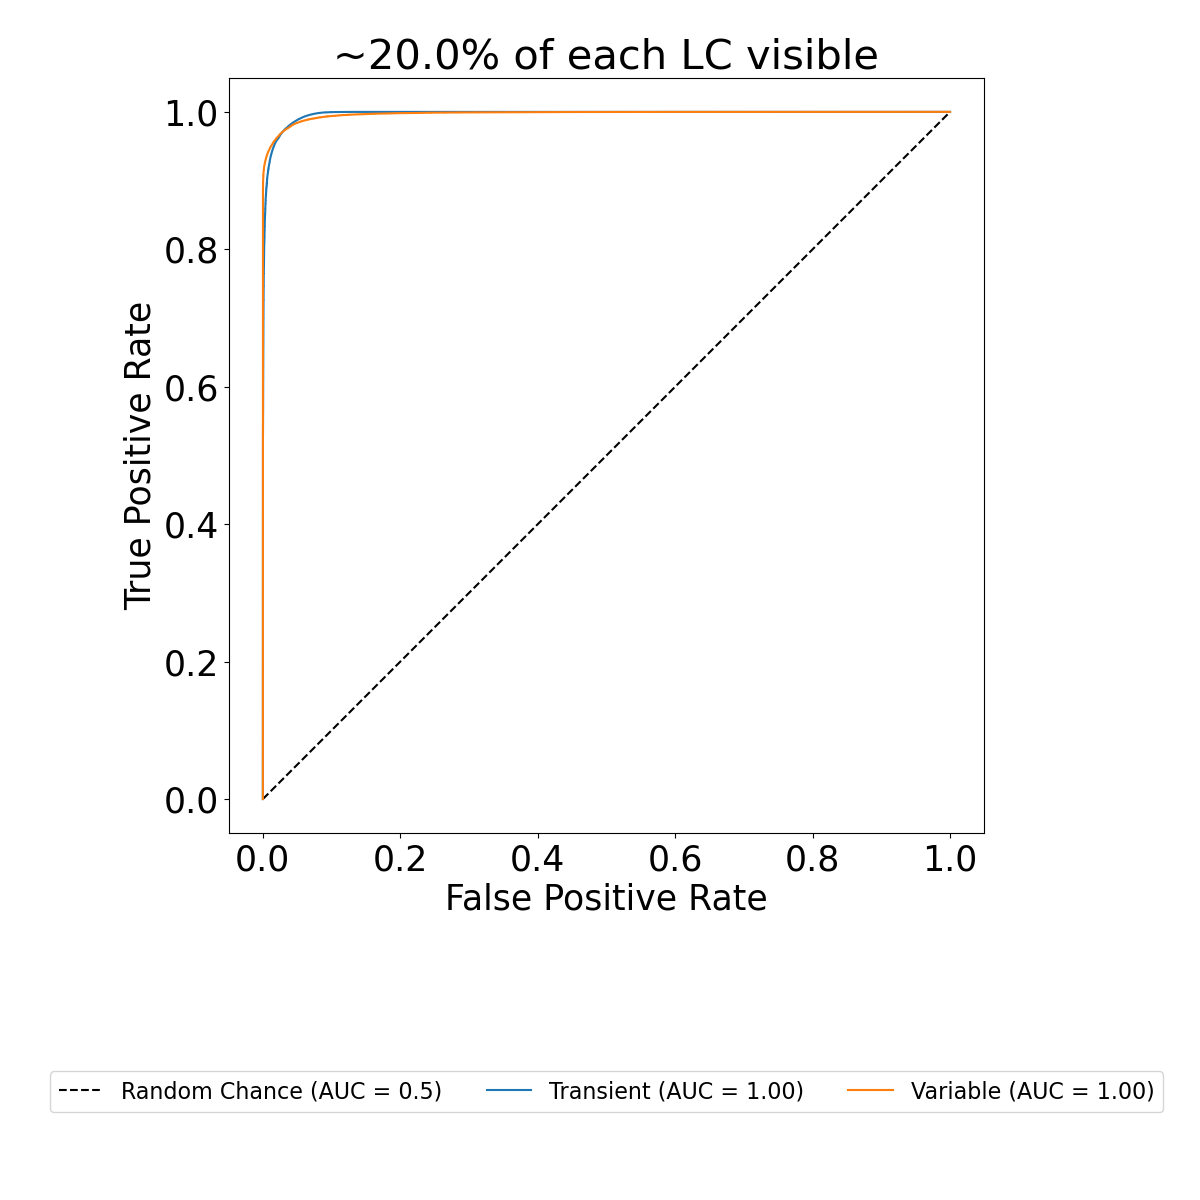 ~20.0% of each LC visible
True Positive Rate
1.0
0.8
0.6
0.4
0.2
0.0
0.0 0.2 0.4 0.6 0.8 1.0
False Positive Rate
Random Chance (AUC = 0.5) Transient (AUC = 1.00) Variable (AUC = 1.00)